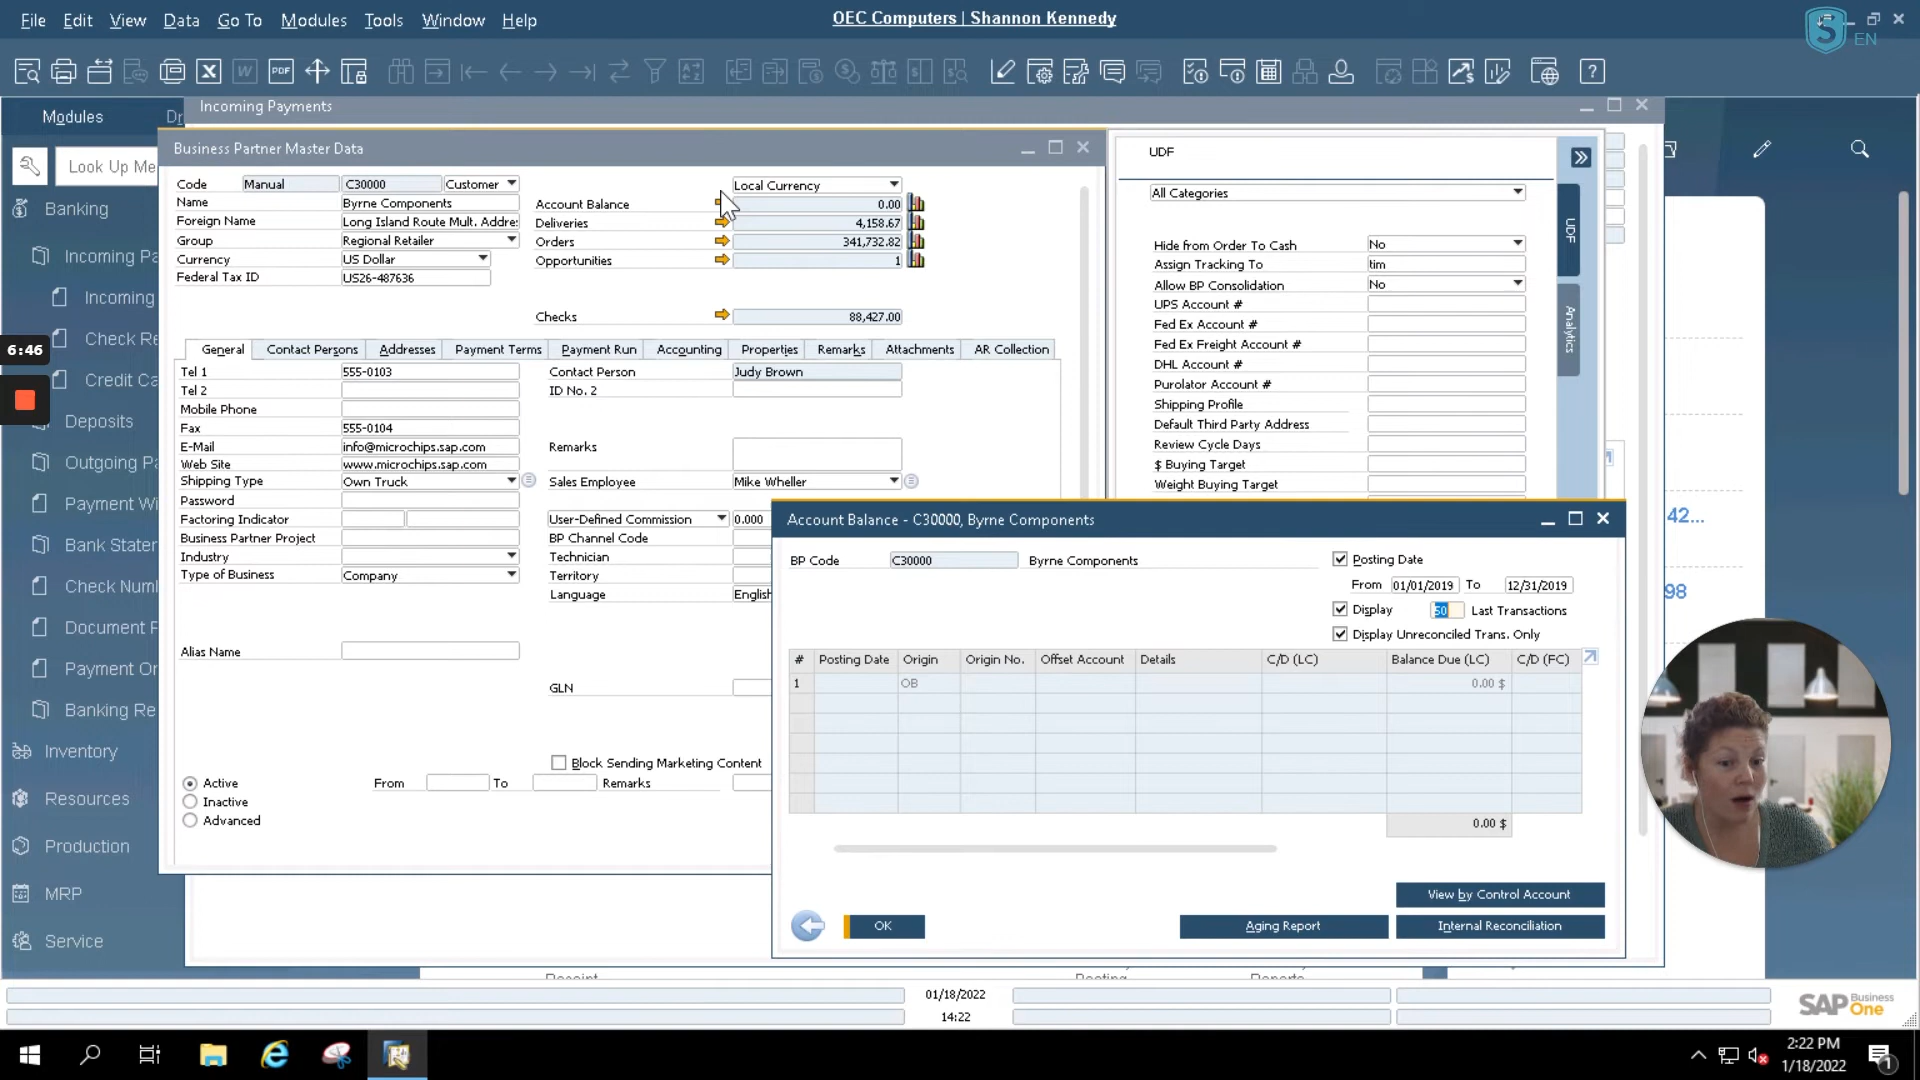 File Edit View Data Go To Modules Tools Window Help
OEC Computers | Shannon Kennedy
EN
Modules
Incoming Payments
Look Up Me
Banking
Incoming Pa
Incoming
Check Re
Credit Ca
Deposits
Outgoing Pa
Payment Wi
Bank Stater
Check Numb
Document P
Payment Or
Banking Re
Inventory
Resources
Production
MRP
Service
6:46
Business Partner Master Data
Code Manual C30000 Customer
Name Byrne Components
Foreign Name Long Island Route Mult. Addre:
Group Regional Retailer
Currency US Dollar
Federal Tax ID US26-487636
Local Currency
Account Balance 0.00
Deliveries 4,158.67
Orders 341,732.82
Opportunities 1
Checks 88,427.00
General Contact Persons Addresses Payment Terms Payment Run Accounting Properties Remarks Attachments AR Collection
Tel 1 555-0103
Tel 2
Mobile Phone
Fax 555-0104
E-Mail info@microchips.sap.com
Web Site www.microchips.sap.com
Shipping Type Own Truck
Password
Factoring Indicator
Business Partner Project
Industry
Type of Business Company
Alias Name
Contact Person Judy Brown
ID No. 2
Remarks
Sales Employee Mike Wheller
User-Defined Commission 0.000
BP Channel Code
Technician
Territory
Language English
GLN
Block Sending Marketing Content
Active From To Remarks
Inactive
Advanced
UDF
All Categories
Hide from Order To Cash No
Assign Tracking To tim
Allow BP Consolidation No
UPS Account #
Fed Ex Account #
Fed Ex Freight Account #
DHL Account #
Purolator Account #
Shipping Profile
Default Third Party Address
Review Cycle Days
$ Buying Target
Weight Buying Target
UDF
Analytics
42...
98
Account Balance - C30000, Byrne Components
BP Code C30000 Byrne Components
Posting Date
From 01/01/2019 To 12/31/2019
Display 50 Last Transactions
Display Unreconciled Trans. Only
# Posting Date Origin Origin No. Offset Account Details C/D (LC) Balance Due (LC) C/D (FC)
1 OB 0.00 $
0.00 $
View by Control Account
OK Aging Report Internal Reconciliation
01/18/2022
14:22
SAP Business One
2:22 PM
1/18/2022
1